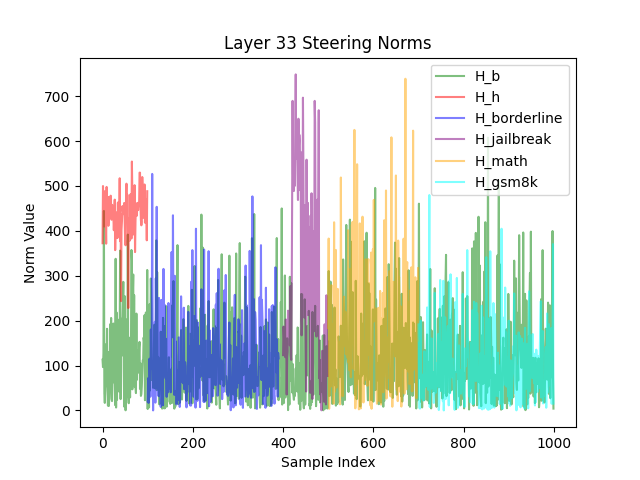 Layer 33 Steering Norms
Norm Value
700
600
500
400
300
200
100
0
0
200
400
600
800
1000
Sample Index
H_b
H_h
H_borderline
H_jailbreak
H_math
H_gsm8k